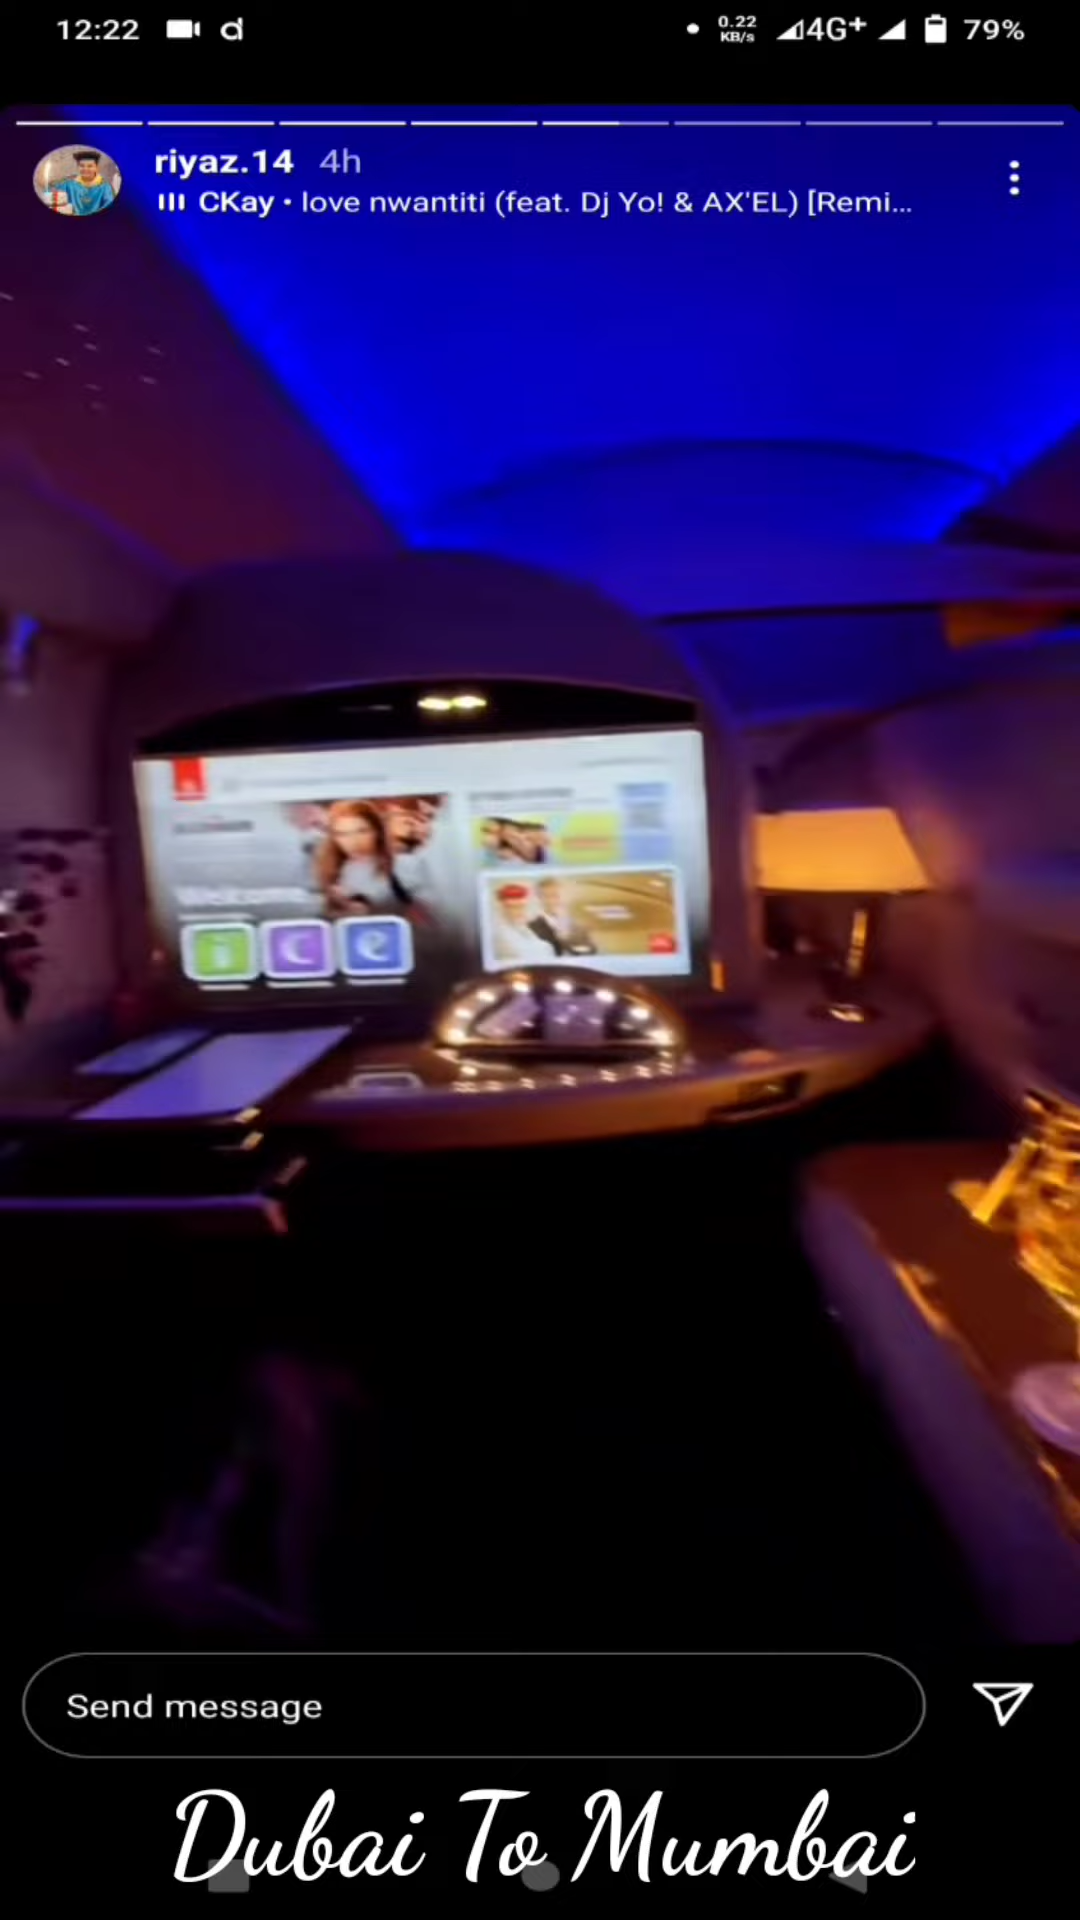 12:22
0.22
KB/s
4G+
79%
riyaz.14 4h
CKay • love nwantiti (feat. Dj Yo! & AX'EL) [Remi...
Welcome
Send message
Dubai To Mumbai